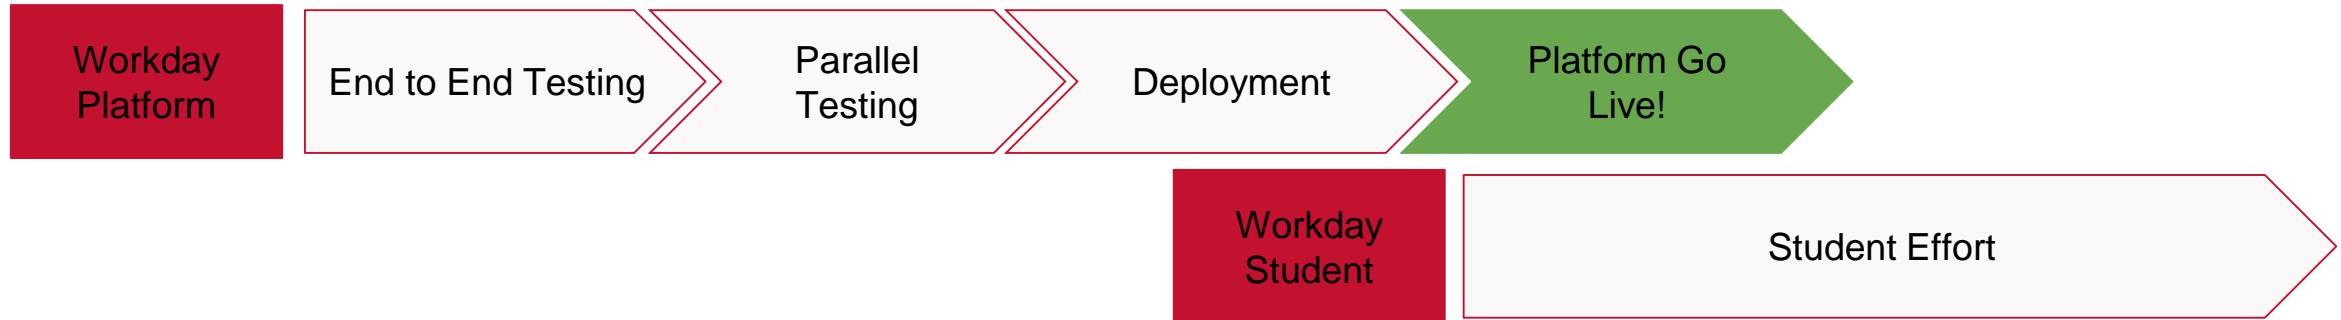 Workday
Platform
End to End Testing
Parallel
Testing
Deployment
Platform Go
Live!
Workday
Student
Student Effort